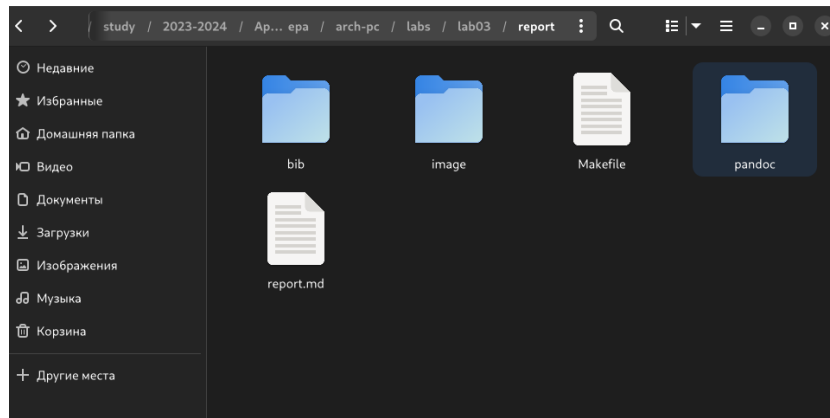 study / 2023-2024 / Ap... epa / arch-pc / labs / lab03 / report
Недавние
Избранные
Домашняя папка
Видео
Документы
Загрузки
Изображения
Музыка
Корзина
Другие места
bib
image
Makefile
pandoc
report.md